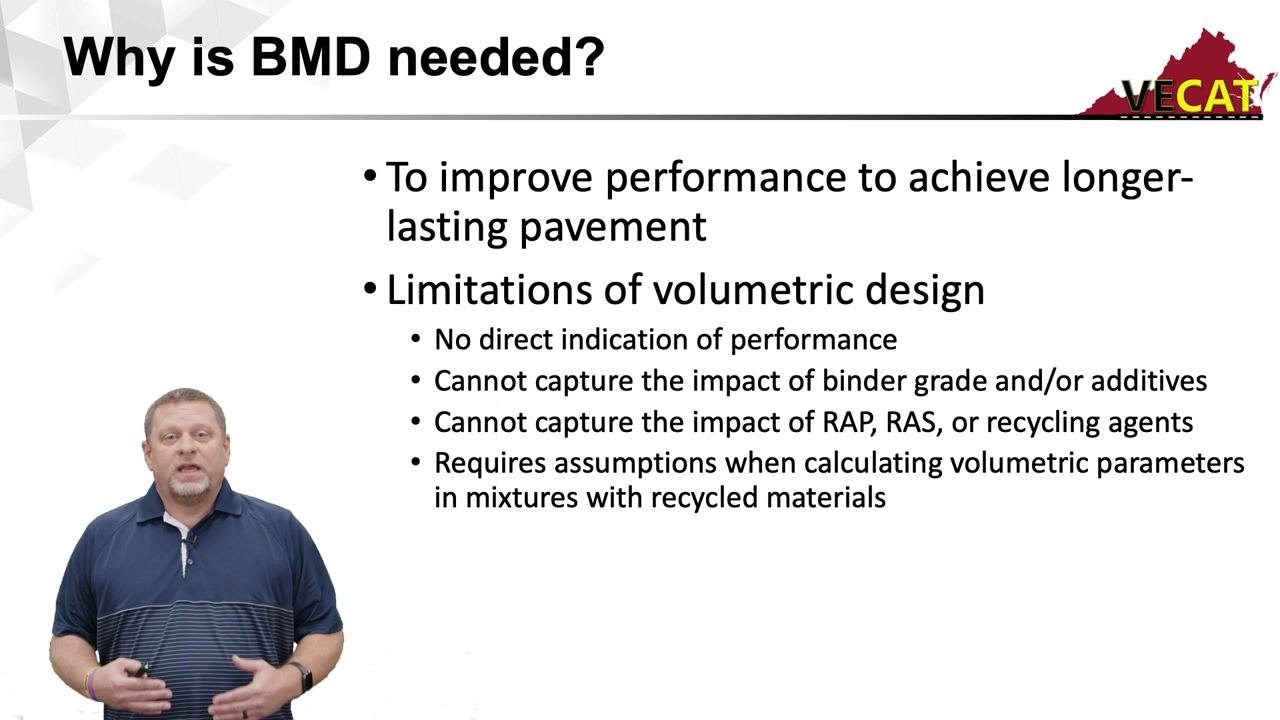 Why is BMD needed?
VECAT
• To improve performance to achieve longer-
lasting pavement
• Limitations of volumetric design
• No direct indication of performance
• Cannot capture the impact of binder grade and/or additives
• Cannot capture the impact of RAP, RAS, or recycling agents
• Requires assumptions when calculating volumetric parameters
in mixtures with recycled materials